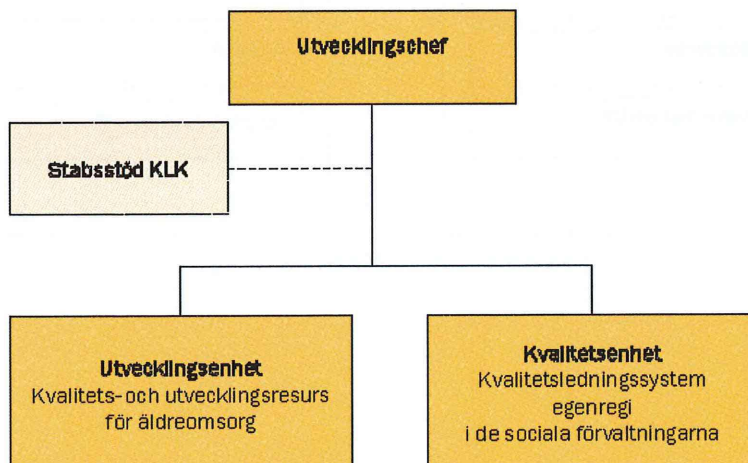 Utvecklingschef
Stabsstöd KLK
Utvecklingsenhet
Kvalitets- och utvecklingsresurs
för äldreomsorg
Kvalitetsenhet
Kvalitetsledningssystem
egenregi
i de sociala förvaltningarna